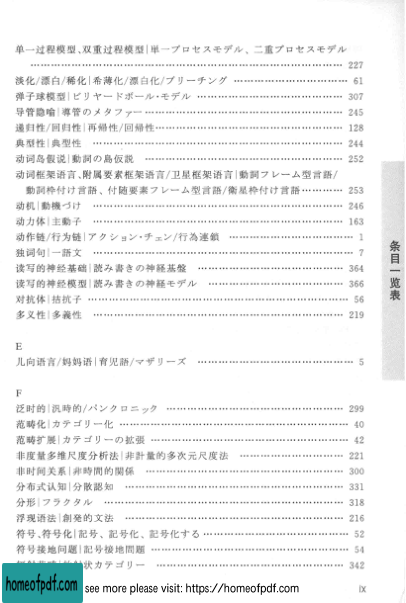 单一过程模型、双重过程模型|単一プロセスモデル、二重プロセスモデル
…………………………………………………………………… 227
淡化/漂白/稀化|希薄化/漂白化/ブリーチング …………………… 61
弹子球模型|ビリヤードボール・モデル …………………………… 307
导管隐喻|導管のメタファー………………………………………… 245
递归性/回归性|再帰性/回帰性……………………………………… 128
典型性|典型性 ……………………………………………………… 244
动词岛假说|動詞の島仮説 ………………………………………… 252
动词框架语言、附属要素框架语言/卫星框架语言|動詞フレーム型言語/
動詞枠付け言語、付随要素フレーム型言語/衛星枠付け言語………… 253
动机|動機づけ ……………………………………………………… 246
动力体|主動子 ……………………………………………………… 163
动作链/行为链|アクション・チェン/行為連鎖 …………………… 1
独词句|一語文 ……………………………………………………… 7
读写的神经基础|読み書きの神経基盤 ……………………………… 364
读写的神经模型|読み書きの神経モデル …………………………… 366
对抗体|拮抗子 ……………………………………………………… 56
多义性|多義性 ……………………………………………………… 219
E
儿向语言/妈妈语|育児語/マザリーズ ……………………………… 5
F
泛时的|汎時的/パンクロニック …………………………………… 299
范畴化|カテゴリー化 ……………………………………………… 40
范畴扩展|カテゴリーの拡張 ……………………………………… 42
非度量多维尺度分析法|非計量的多次元尺度法 …………………… 221
非时间关系|非時間的関係 ………………………………………… 300
分布式认知|分散認知 ……………………………………………… 331
分形|フラクタル …………………………………………………… 318
浮现语法|創発的文法 ……………………………………………… 216
符号、符号化|記号、記号化、記号化する ………………………… 52
符号接地问题|記号接地問題 ……………………………………… 54
状カテゴリー ……………………………………………………… 342
条目一览表
IX
homeofpdf.com
see more please visit: https://homeofpdf.com